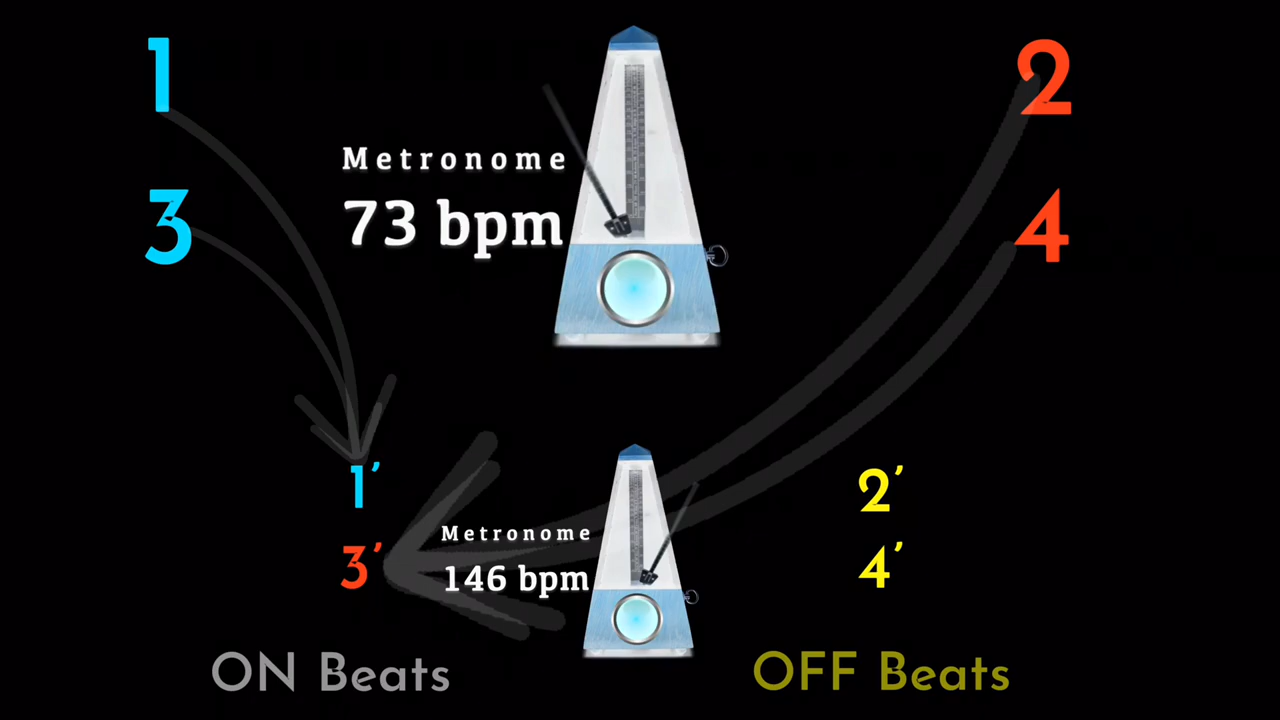 1
2
Metronome
73 bpm
3
4
1′
2′
Metronome
146 bpm
3′
4′
ON Beats
OFF Beats